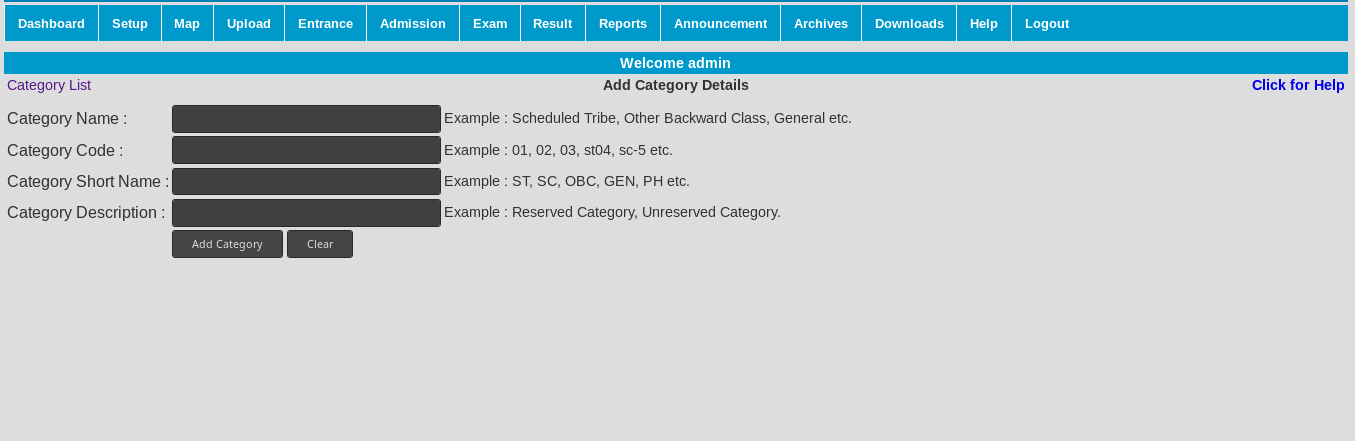 Dashboard Setup Map Upload Entrance Admission Exam Result Reports Announcement Archives Downloads Help Logout
Welcome admin
Category List Add Category Details Click for Help
Category Name : Example : Scheduled Tribe, Other Backward Class, General etc.
Category Code : Example : 01, 02, 03, st04, sc-5 etc.
Category Short Name : Example : ST, SC, OBC, GEN, PH etc.
Category Description : Example : Reserved Category, Unreserved Category.
Add Category Clear